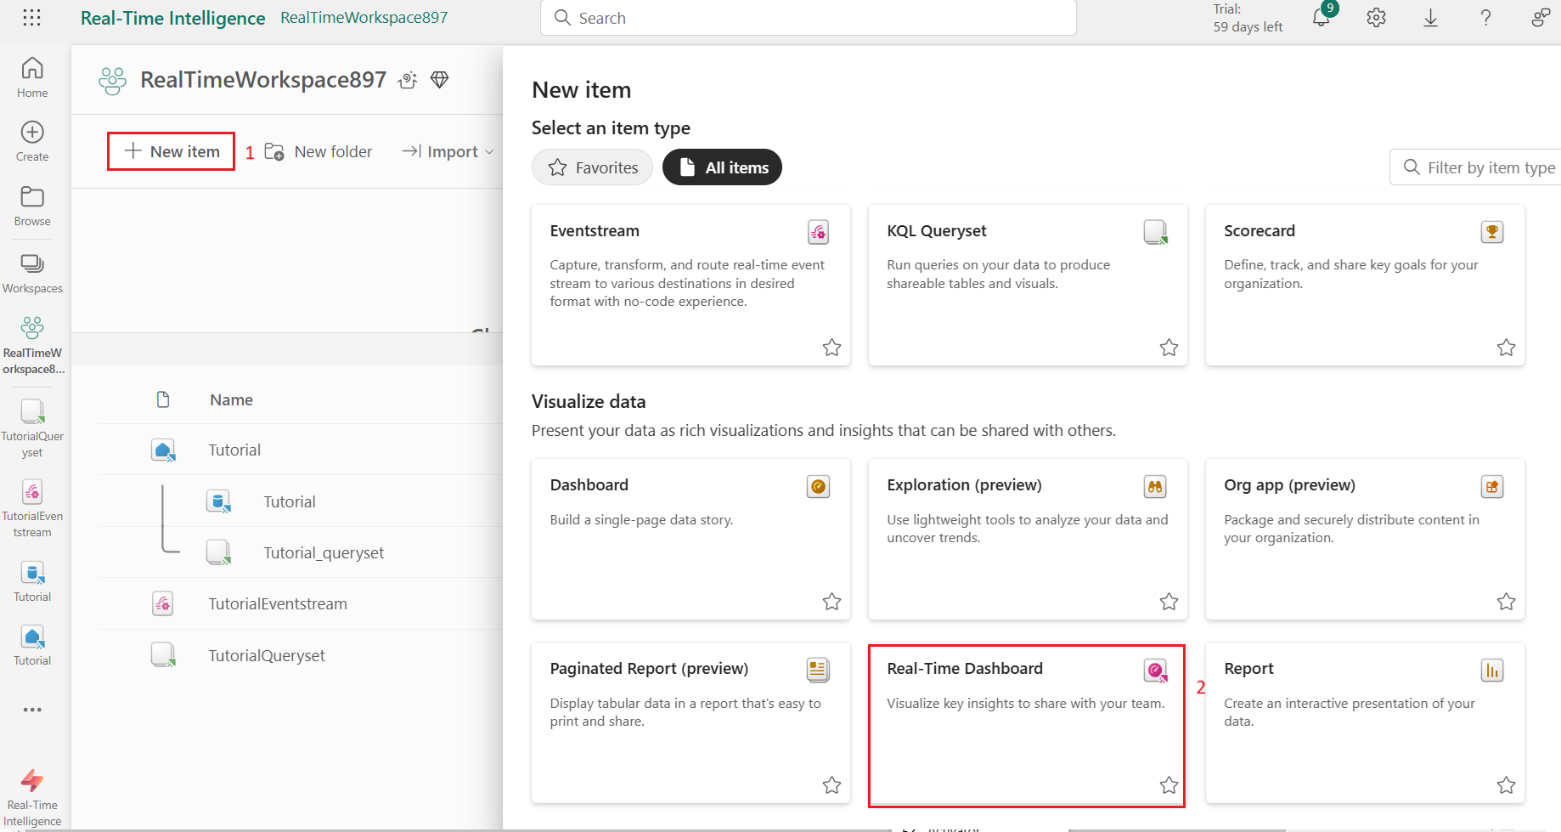 Real-Time Intelligence RealTimeWorkspace897
Search
Trial:
59 days left
9
Home
Create
Browse
Workspaces
RealTimeW
orkspace8...
TutorialQuer
yset
TutorialEven
tstream
Tutorial
Tutorial
Real-Time
Intelligence
RealTimeWorkspace897
New item 1 New folder Import
Name
Tutorial
Tutorial
Tutorial_queryset
TutorialEventstream
TutorialQueryset
New item
Select an item type
Favorites All items Filter by item type
Eventstream
Capture, transform, and route real-time event
stream to various destinations in desired
format with no-code experience.
KQL Queryset
Run queries on your data to produce
shareable tables and visuals.
Scorecard
Define, track, and share key goals for your
organization.
Visualize data
Present your data as rich visualizations and insights that can be shared with others.
Dashboard
Build a single-page data story.
Exploration (preview)
Use lightweight tools to analyze your data and
uncover trends.
Org app (preview)
Package and securely distribute content in
your organization.
Paginated Report (preview)
Display tabular data in a report that's easy to
print and share.
Real-Time Dashboard
Visualize key insights to share with your team.
2
Report
Create an interactive presentation of your
data.